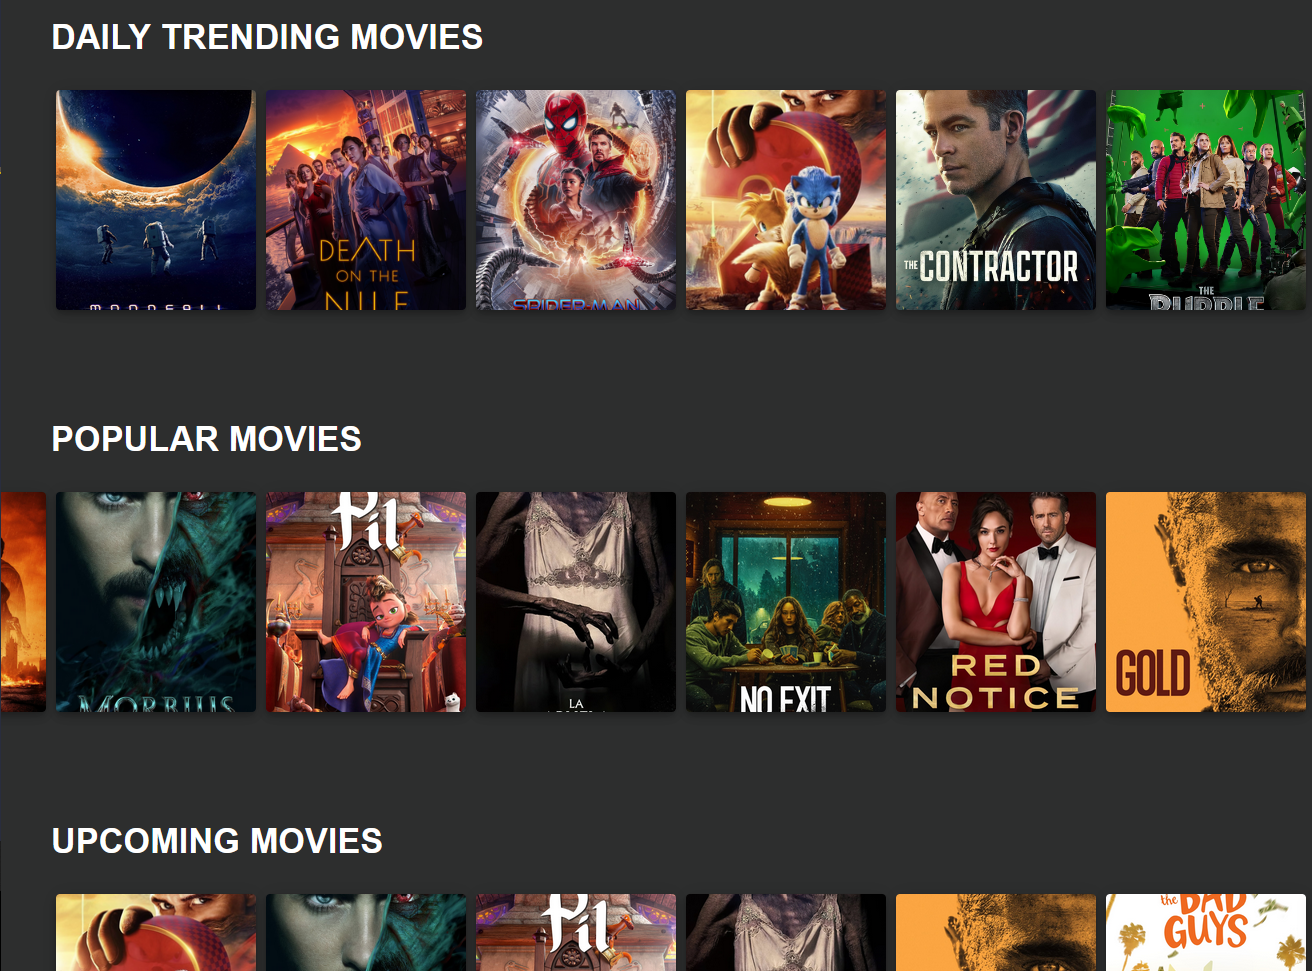 DAILY TRENDING MOVIES
MOONFALL
DEATH
ON THE
NILE
SPIDER-MAN
THE CONTRACTOR
THE
BUBBLE
POPULAR MOVIES
MORBIUS
Pil
LA
NO EXIT
RED
NOTICE
GOLD
UPCOMING MOVIES
Pil
the BAD
GUYS